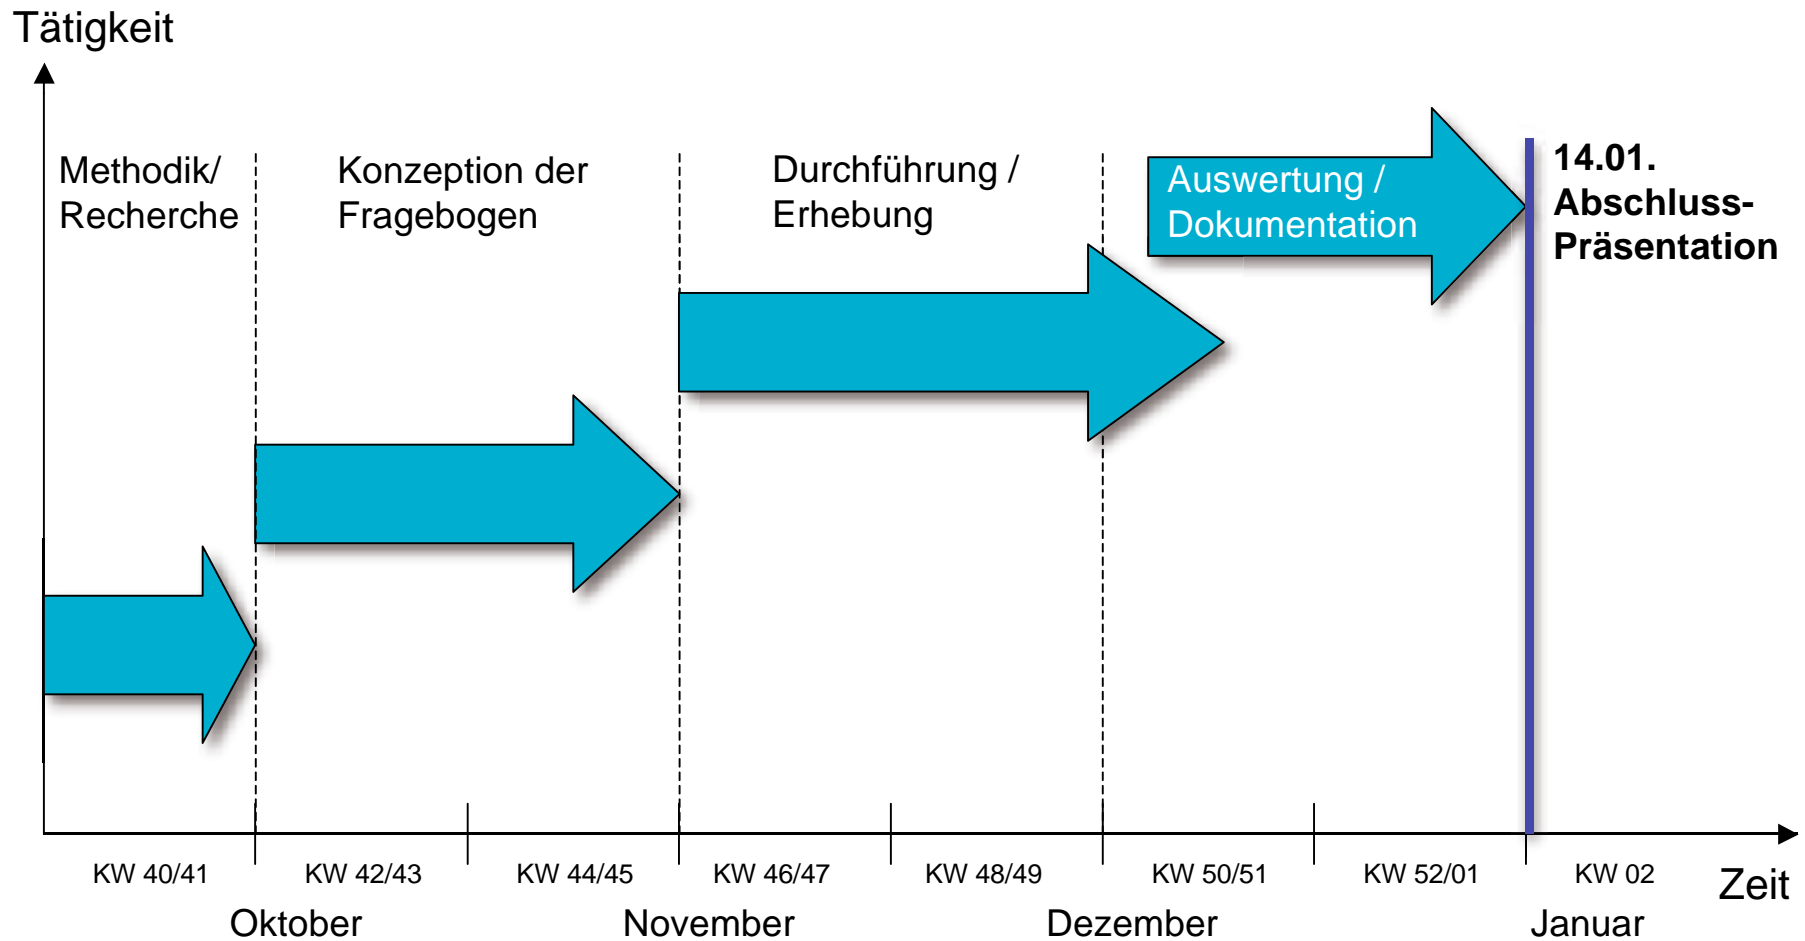 Tätigkeit
Methodik/
Recherche
Konzeption der
Fragebogen
Durchführung /
Erhebung
Auswertung /
Dokumentation
14.01.
Abschluss-
Präsentation
KW 40/41
KW 42/43
KW 44/45
KW 46/47
KW 48/49
KW 50/51
KW 52/01
KW 02
Zeit
Oktober
November
Dezember
Januar